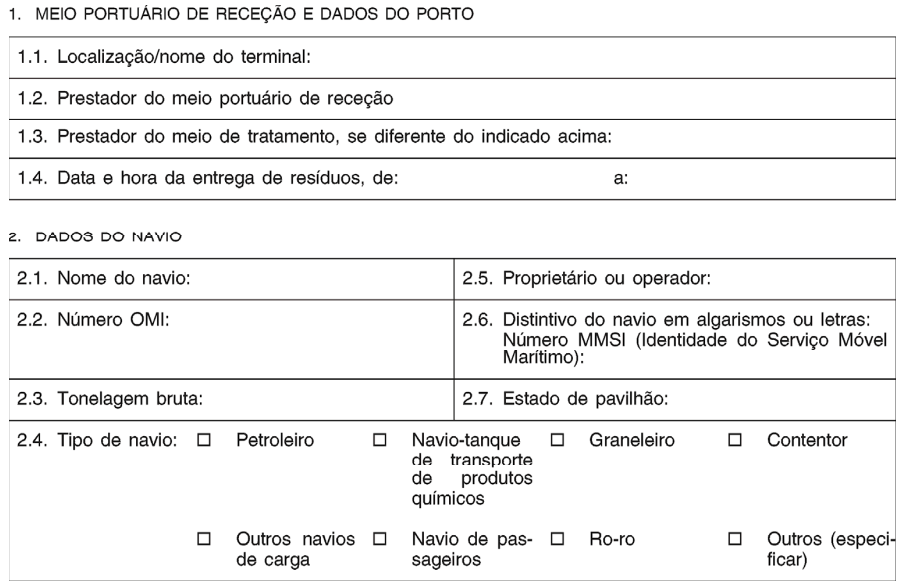 1. MEIO PORTUÁRIO DE RECEÇÃO E DADOS DO PORTO
1.1. Localização/nome do terminal:
1.2. Prestador do meio portuário de receção
1.3. Prestador do meio de tratamento, se diferente do indicado acima:
1.4. Data e hora da entrega de resíduos, de: a:
2. DADOS DO NAVIO
2.1. Nome do navio:
2.5. Proprietário ou operador:
2.2. Número OMI:
2.6. Distintivo do navio em algarismos ou letras:
Número MMSI (Identidade do Serviço Móvel
Marítimo):
2.3. Tonelagem bruta:
2.7. Estado de pavilhão:
2.4. Tipo de navio: ☐ Petroleiro
☐ Navio-tanque
de transporte
de produtos
químicos
☐ Graneleiro
☐ Contentor
☐ Outros navios
de carga
☐ Navio de pas-
sageiros
☐ Ro-ro
☐ Outros (especi-
ficar)